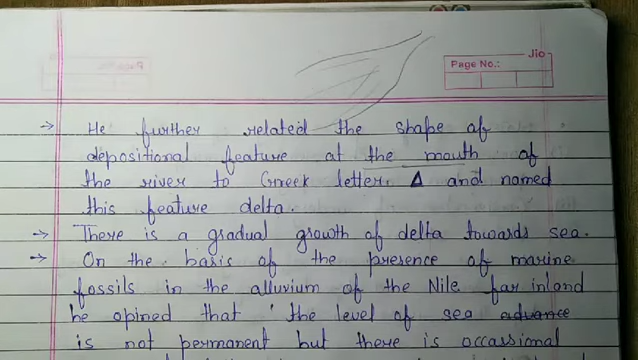 Jio
Page No.:
→ He further related the shape of
depositional feature at the mouth of
the river to Greek letter Δ and named
this feature delta.
→ There is a gradual growth of delta towards sea.
→ On the basis of the presence of marine
fossils in the alluvium of the Nile far inland
he opined that the level of sea advance
is not permanent but there is occassional